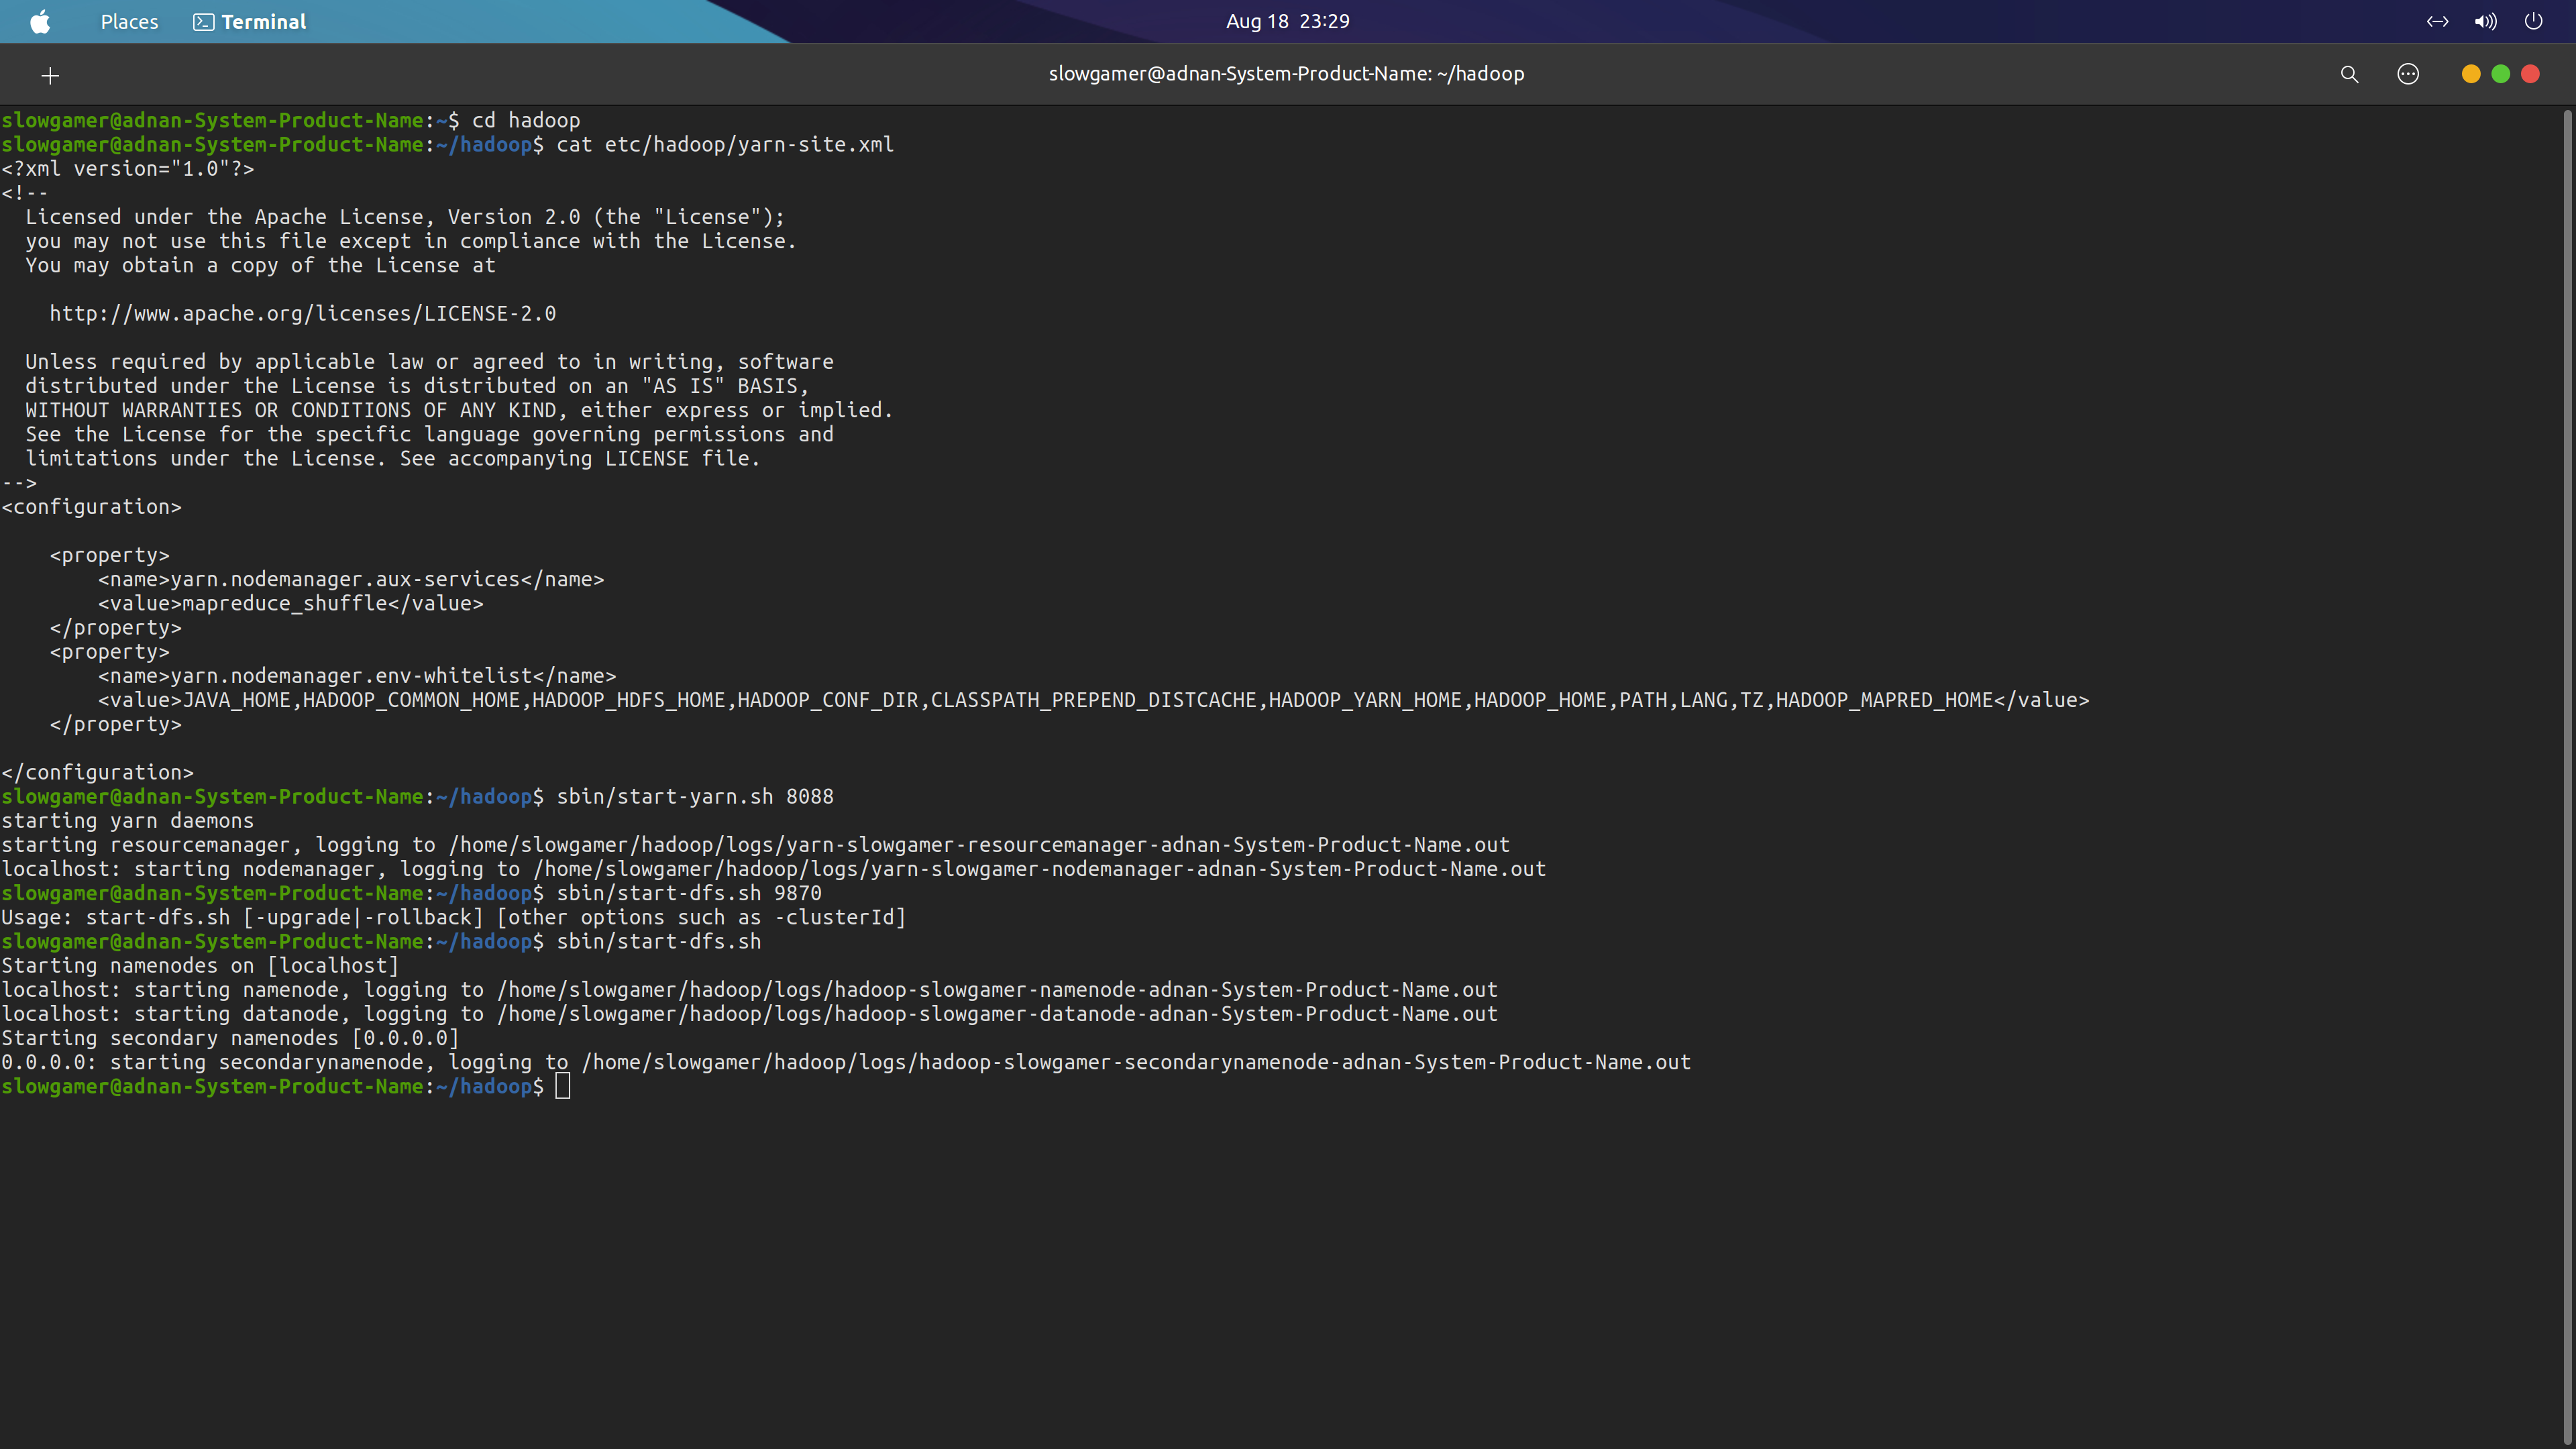 Places Terminal Aug 18 23:29
slowgamer@adnan-System-Product-Name: ~/hadoop
slowgamer@adnan-System-Product-Name:~$ cd hadoop
slowgamer@adnan-System-Product-Name:~/hadoop$ cat etc/hadoop/yarn-site.xml
<?xml version="1.0"?>
<!--
  Licensed under the Apache License, Version 2.0 (the "License");
  you may not use this file except in compliance with the License.
  You may obtain a copy of the License at

    http://www.apache.org/licenses/LICENSE-2.0

  Unless required by applicable law or agreed to in writing, software
  distributed under the License is distributed on an "AS IS" BASIS,
  WITHOUT WARRANTIES OR CONDITIONS OF ANY KIND, either express or implied.
  See the License for the specific language governing permissions and
  limitations under the License. See accompanying LICENSE file.
-->
<configuration>

    <property>
        <name>yarn.nodemanager.aux-services</name>
        <value>mapreduce_shuffle</value>
    </property>
    <property>
        <name>yarn.nodemanager.env-whitelist</name>
        <value>JAVA_HOME,HADOOP_COMMON_HOME,HADOOP_HDFS_HOME,HADOOP_CONF_DIR,CLASSPATH_PREPEND_DISTCACHE,HADOOP_YARN_HOME,HADOOP_HOME,PATH,LANG,TZ,HADOOP_MAPRED_HOME</value>
    </property>

</configuration>
slowgamer@adnan-System-Product-Name:~/hadoop$ sbin/start-yarn.sh 8088
starting yarn daemons
starting resourcemanager, logging to /home/slowgamer/hadoop/logs/yarn-slowgamer-resourcemanager-adnan-System-Product-Name.out
localhost: starting nodemanager, logging to /home/slowgamer/hadoop/logs/yarn-slowgamer-nodemanager-adnan-System-Product-Name.out
slowgamer@adnan-System-Product-Name:~/hadoop$ sbin/start-dfs.sh 9870
Usage: start-dfs.sh [-upgrade|-rollback] [other options such as -clusterId]
slowgamer@adnan-System-Product-Name:~/hadoop$ sbin/start-dfs.sh
Starting namenodes on [localhost]
localhost: starting namenode, logging to /home/slowgamer/hadoop/logs/hadoop-slowgamer-namenode-adnan-System-Product-Name.out
localhost: starting datanode, logging to /home/slowgamer/hadoop/logs/hadoop-slowgamer-datanode-adnan-System-Product-Name.out
Starting secondary namenodes [0.0.0.0]
0.0.0.0: starting secondarynamenode, logging to /home/slowgamer/hadoop/logs/hadoop-slowgamer-secondarynamenode-adnan-System-Product-Name.out
slowgamer@adnan-System-Product-Name:~/hadoop$